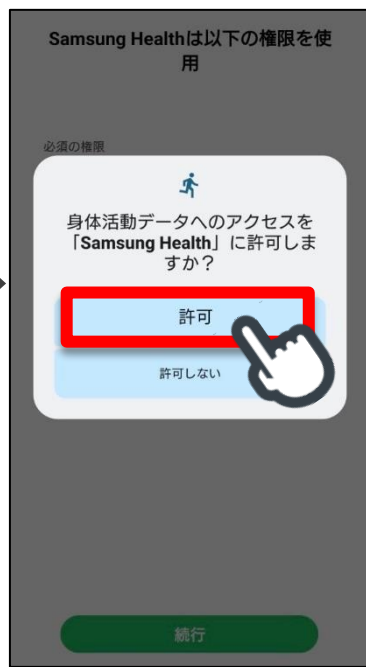 Samsung Healthは以下の権限を使
用
必須の権限
身体活動データへのアクセスを
「Samsung Health」に許可しま
すか？
許可
許可しない
続行